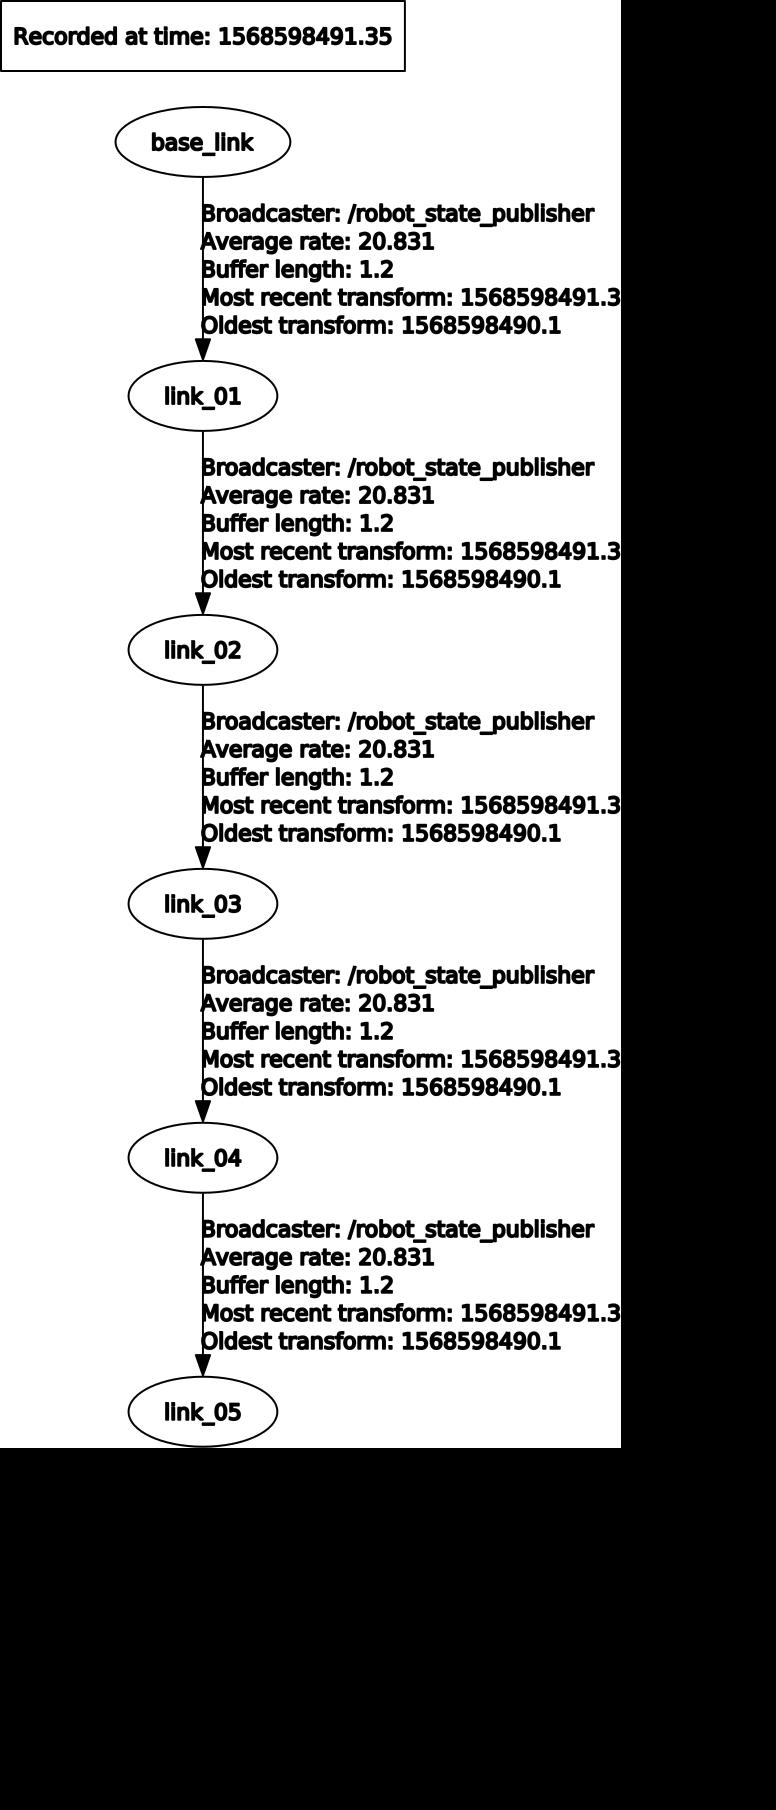 Recorded at time: 1568598491.35
base_link
Broadcaster: /robot_state_publisher
Average rate: 20.831
Buffer length: 1.2
Most recent transform: 1568598491.3
Oldest transform: 1568598490.1
link_01
Broadcaster: /robot_state_publisher
Average rate: 20.831
Buffer length: 1.2
Most recent transform: 1568598491.3
Oldest transform: 1568598490.1
link_02
Broadcaster: /robot_state_publisher
Average rate: 20.831
Buffer length: 1.2
Most recent transform: 1568598491.3
Oldest transform: 1568598490.1
link_03
Broadcaster: /robot_state_publisher
Average rate: 20.831
Buffer length: 1.2
Most recent transform: 1568598491.3
Oldest transform: 1568598490.1
link_04
Broadcaster: /robot_state_publisher
Average rate: 20.831
Buffer length: 1.2
Most recent transform: 1568598491.3
Oldest transform: 1568598490.1
link_05